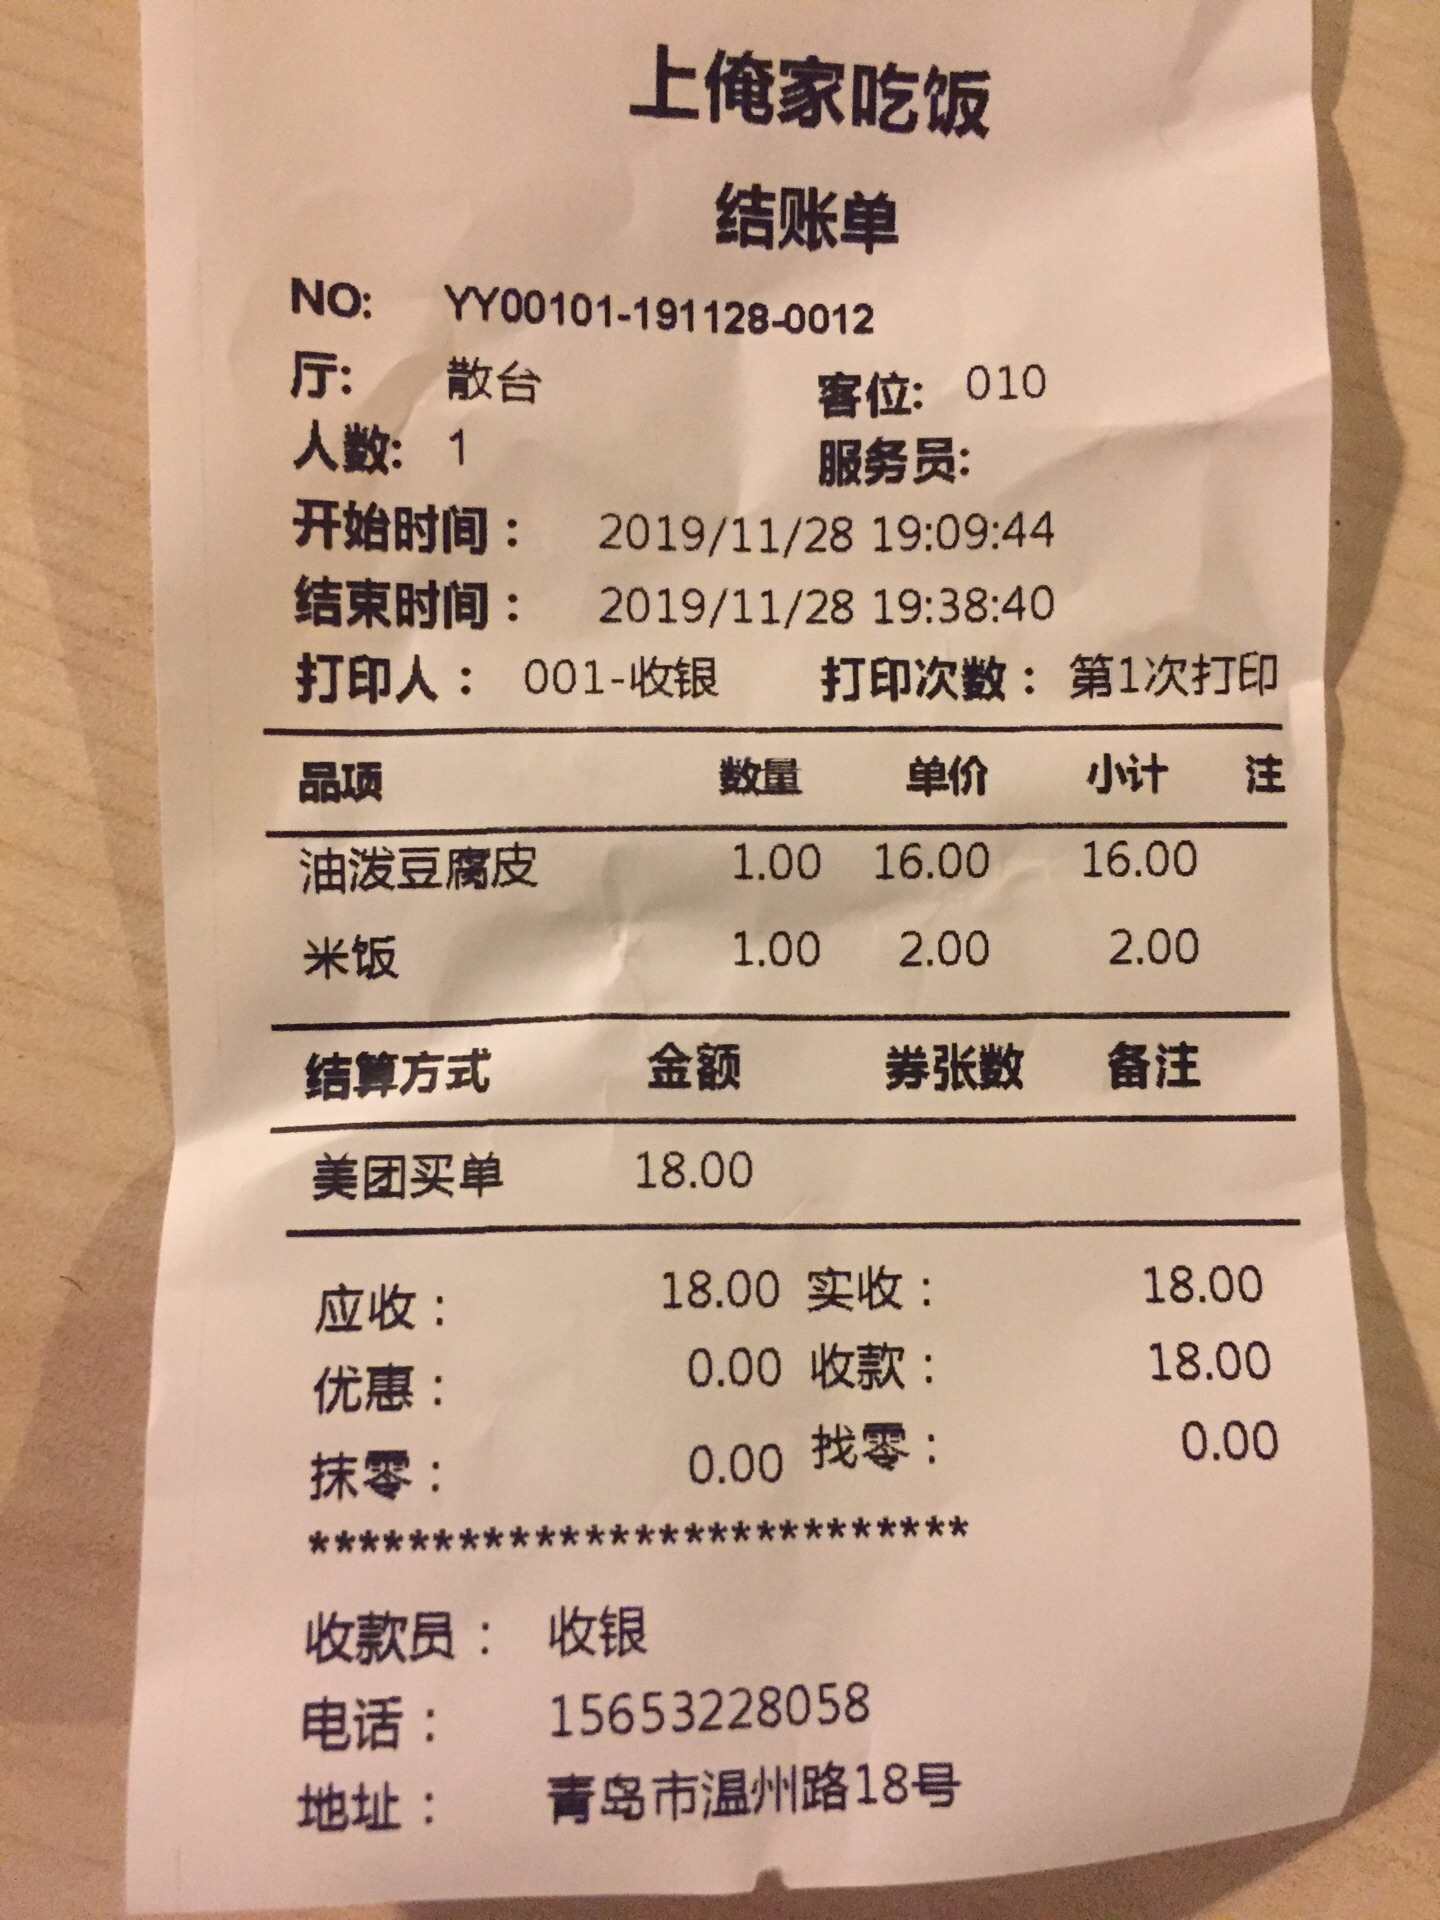 上俺家吃饭
结账单
NO: YY00101-191128-0012
厅: 散台 客位: 010
人数: 1 服务员:
开始时间： 2019/11/28 19:09:44
结束时间： 2019/11/28 19:38:40
打印人： 001-收银 打印次数： 第1次打印
品项 数量 单价 小计 注
油泼豆腐皮 1.00 16.00 16.00
米饭 1.00 2.00 2.00
结算方式 金额 券张数 备注
美团买单 18.00
应收： 18.00 实收： 18.00
优惠： 0.00 收款： 18.00
抹零： 0.00 找零： 0.00
***************************
收款员： 收银
电话： 15653228058
地址： 青岛市温州路18号